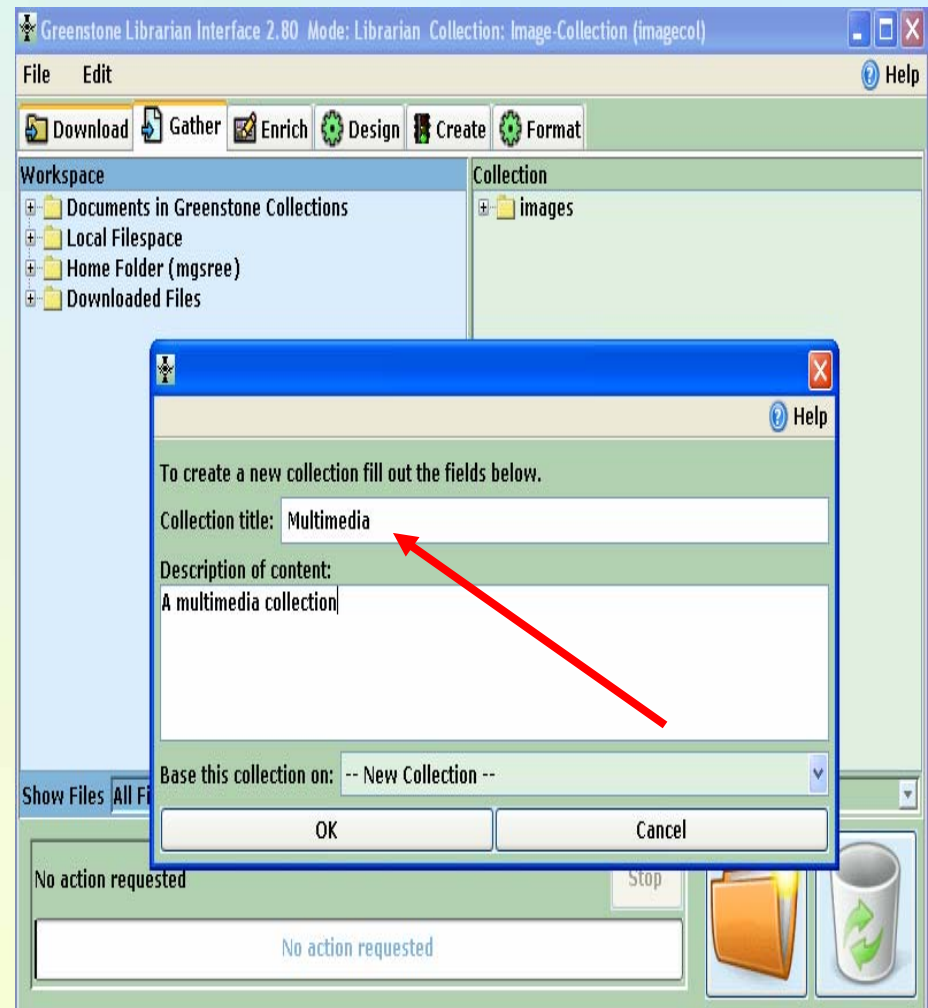 Greenstone Librarian Interface 2.80 Mode: Librarian Collection: Image-Collection (imagecol)
File Edit Help
Download Gather Enrich Design Create Format
Workspace
Documents in Greenstone Collections
Local Filespace
Home Folder (mgsree)
Downloaded Files
Collection
images
Help
To create a new collection fill out the fields below.
Collection title: Multimedia
Description of content:
A multimedia collection
Base this collection on: -- New Collection --
OK Cancel
Show Files All Fi
No action requested Stop
No action requested